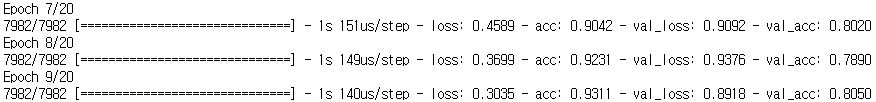 Epoch 7/20
7982/7982 [==============================] - 1s 151us/step - loss: 0.4589 - acc: 0.9042 - val_loss: 0.9092 - val_acc: 0.8020
Epoch 8/20
7982/7982 [==============================] - 1s 149us/step - loss: 0.3699 - acc: 0.9231 - val_loss: 0.9376 - val_acc: 0.7890
Epoch 9/20
7982/7982 [==============================] - 1s 140us/step - loss: 0.3035 - acc: 0.9311 - val_loss: 0.8918 - val_acc: 0.8050